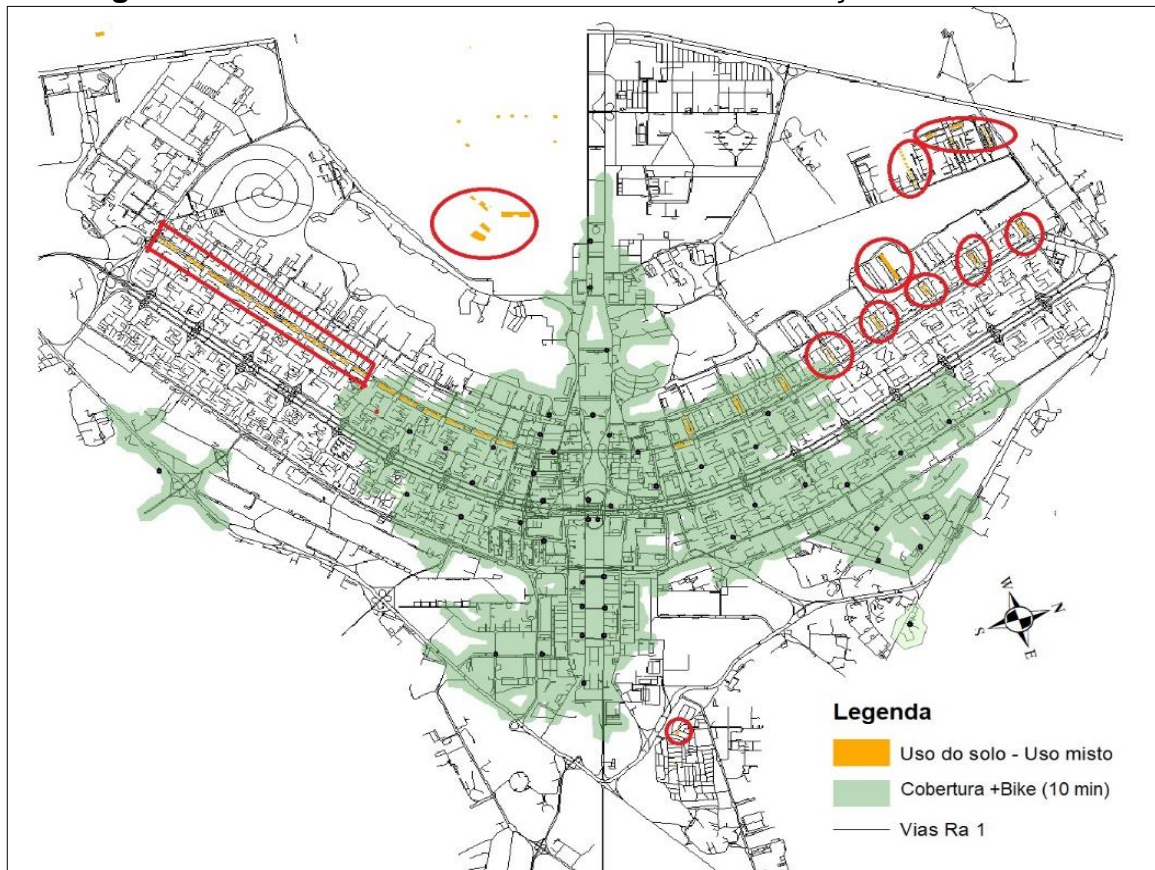 W
N
S
E
Legenda
Uso do solo - Uso misto
Cobertura +Bike (10 min)
Vias Ra 1